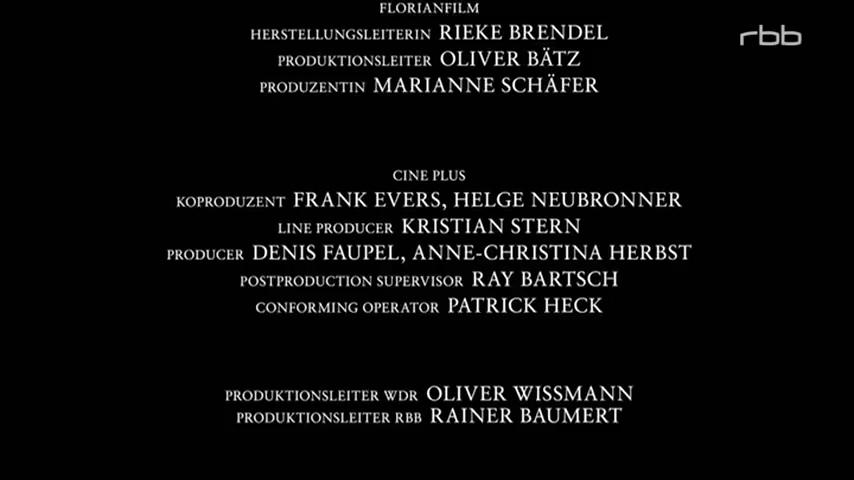 FLORIANFILM
rbb
HERSTELLUNGSLEITERIN RIEKE BRENDEL
PRODUKTIONSLEITER OLIVER BÄTZ
PRODUZENTIN MARIANNE SCHÄFER
CINE PLUS
KOPRODUZENT FRANK EVERS, HELGE NEUBRONNER
LINE PRODUCER KRISTIAN STERN
PRODUCER DENIS FAUPEL, ANNE-CHRISTINA HERBST
POSTPRODUCTION SUPERVISOR RAY BARTSCH
CONFORMING OPERATOR PATRICK HECK
PRODUKTIONSLEITER WDR OLIVER WISSMANN
PRODUKTIONSLEITER RBB RAINER BAUMERT